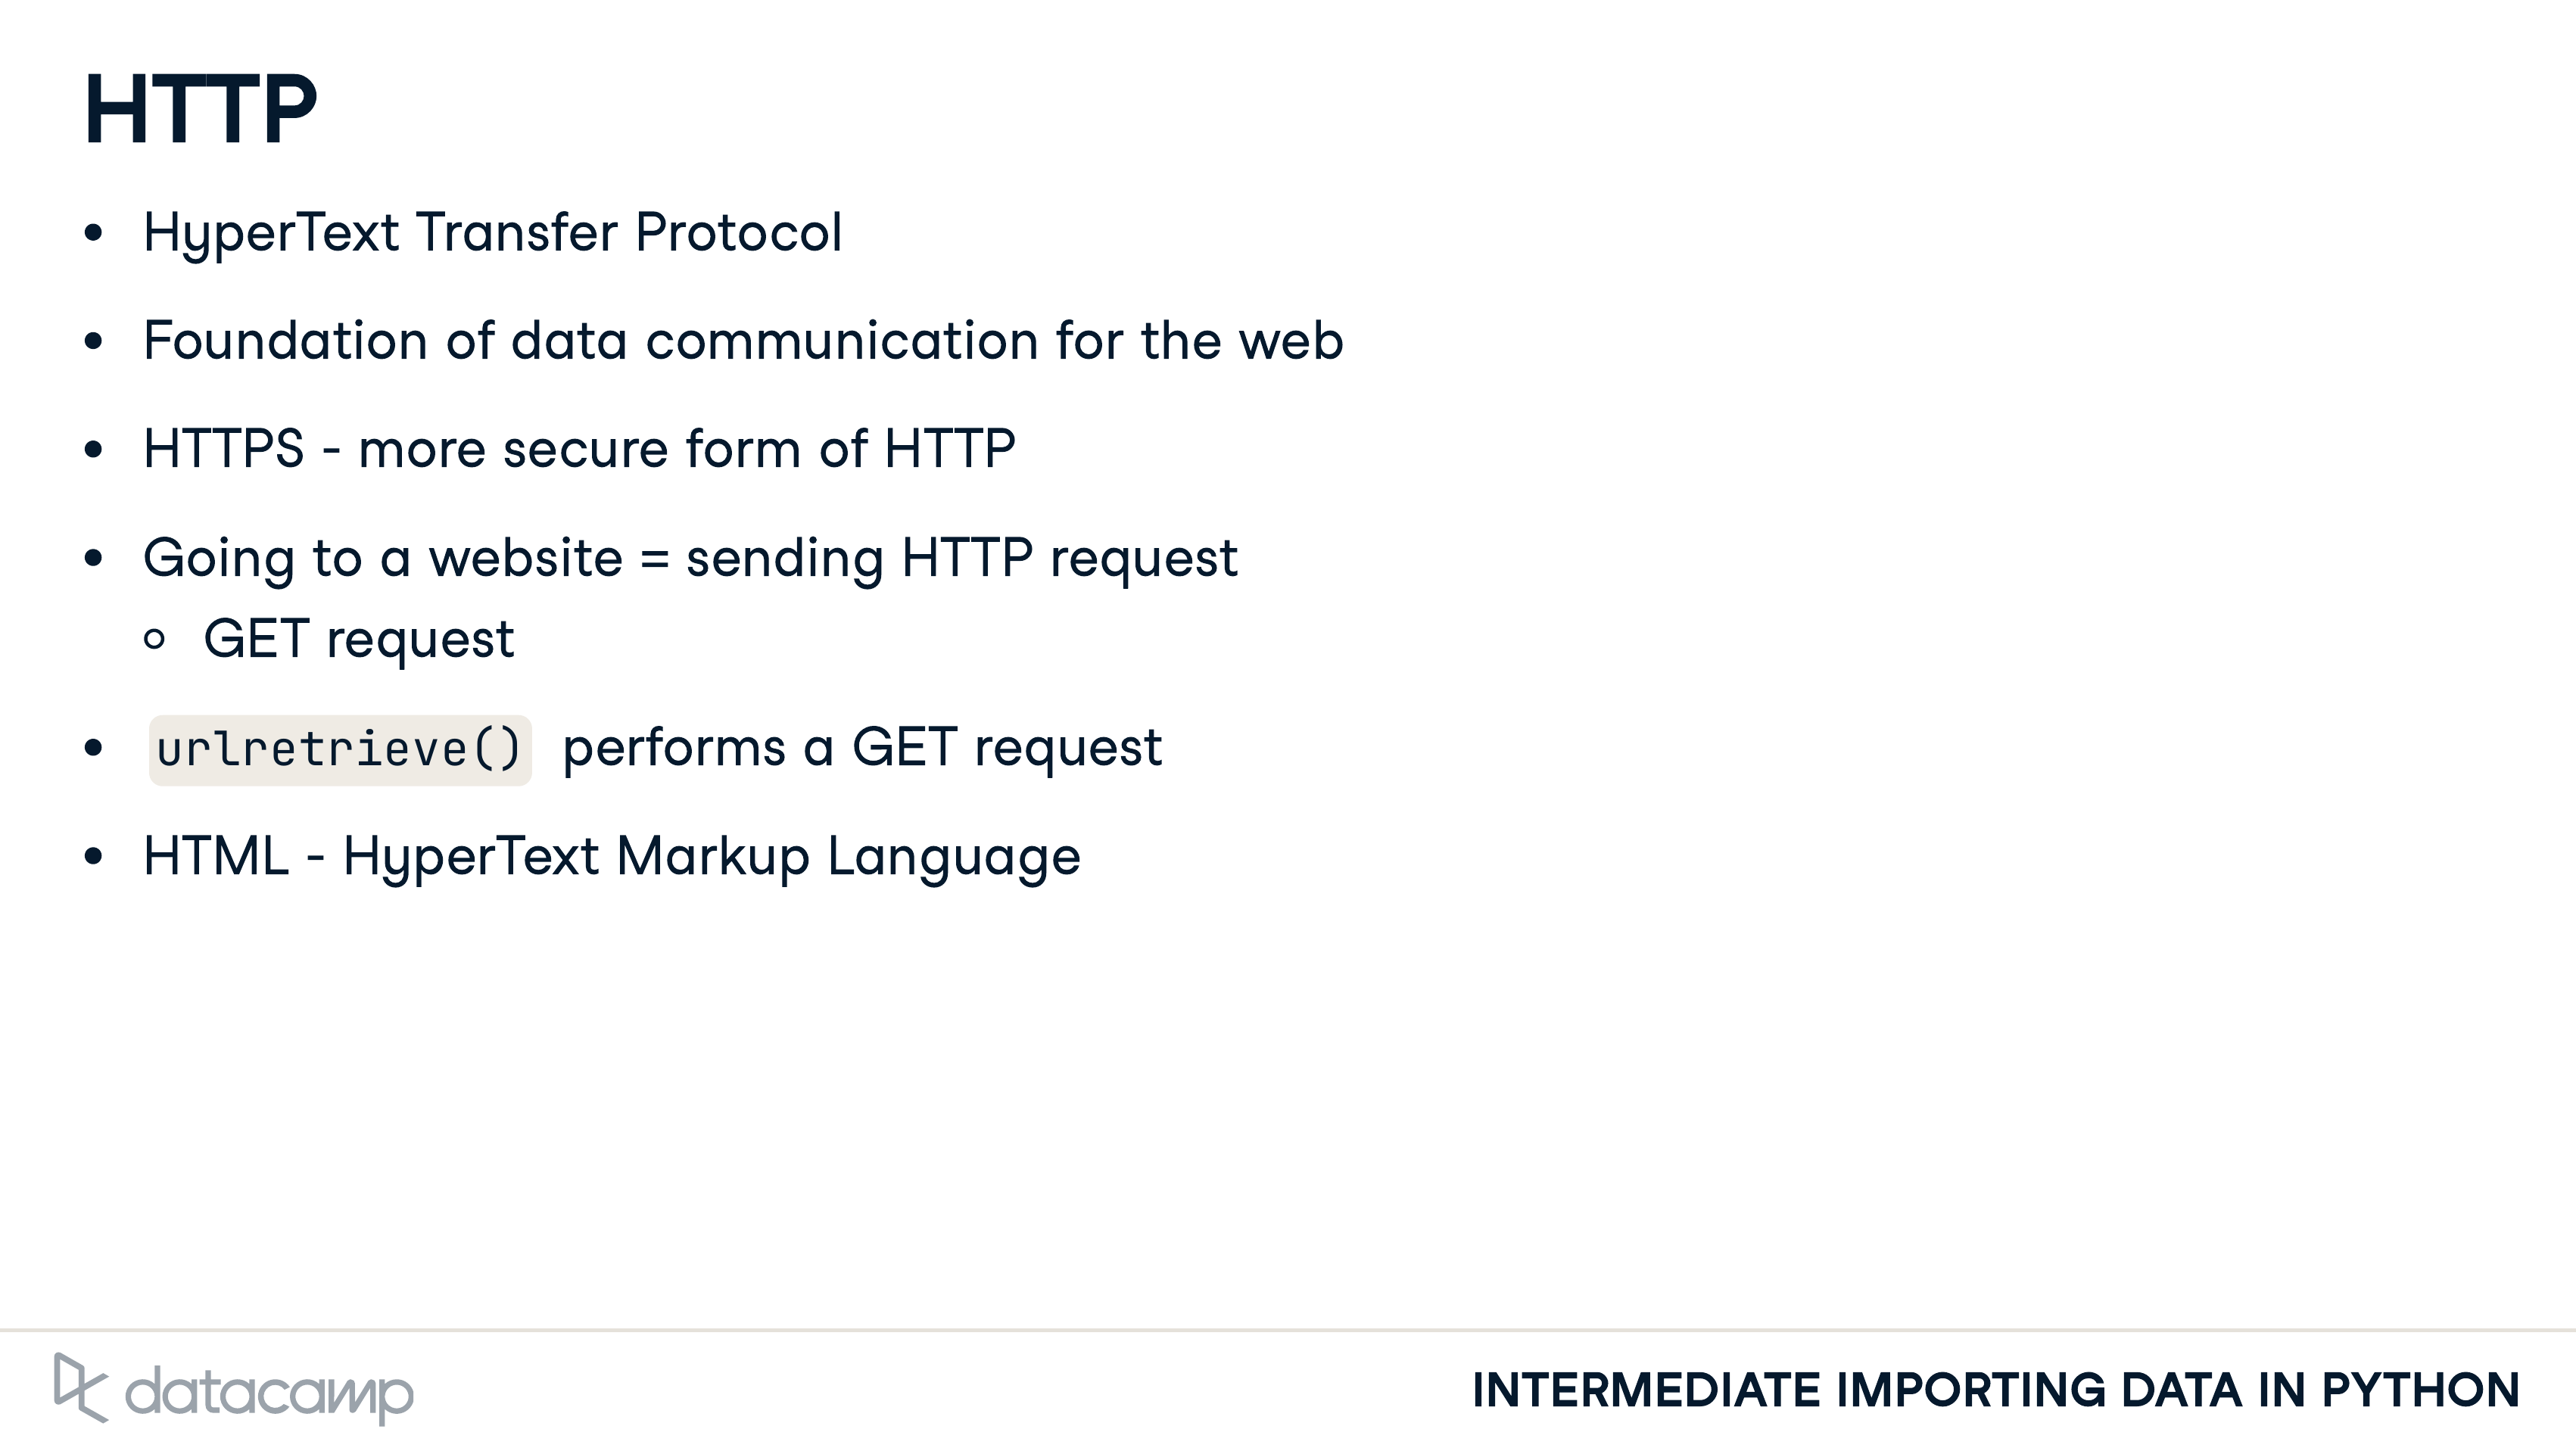 HTTP
• HyperText Transfer Protocol
• Foundation of data communication for the web
• HTTPS - more secure form of HTTP
• Going to a website = sending HTTP request
○ GET request
• urlretrieve() performs a GET request
• HTML - HyperText Markup Language
datacamp
INTERMEDIATE IMPORTING DATA IN PYTHON